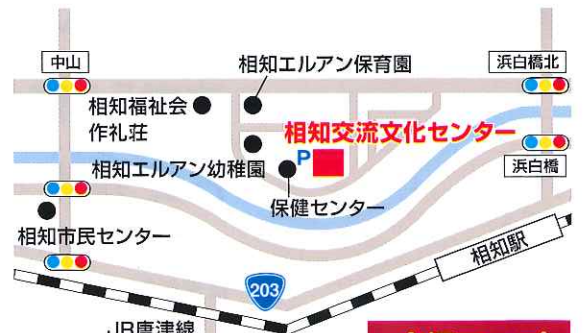 中山
相知エルアン保育園
浜白橋北
相知福祉会
作礼荘
相知交流文化センター
P
相知エルアン幼稚園
浜白橋
保健センター
相知市民センター
相知駅
203
JR唐津線